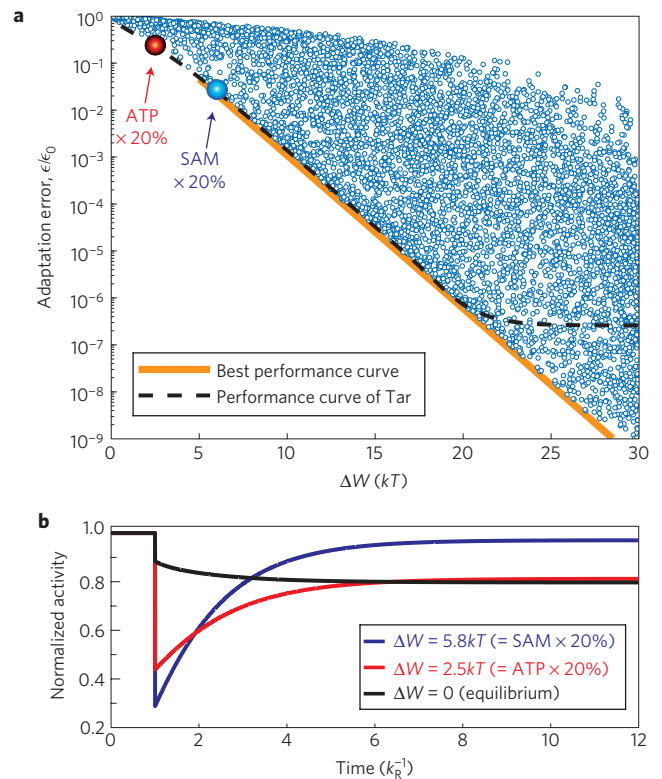 a
10⁰
10⁻¹
10⁻²
10⁻³
10⁻⁴
10⁻⁵
10⁻⁶
10⁻⁷
10⁻⁸
10⁻⁹
Adaptation error, ϵ/ϵ₀
ATP
× 20%
SAM
× 20%
Best performance curve
Performance curve of Tar
0 5 10 15 20 25 30
ΔW (kT)
b
1.0
0.8
0.6
0.4
0.2
Normalized activity
ΔW = 5.8kT (= SAM × 20%)
ΔW = 2.5kT (= ATP × 20%)
ΔW = 0 (equilibrium)
0 2 4 6 8 10 12
Time (k_R⁻¹)